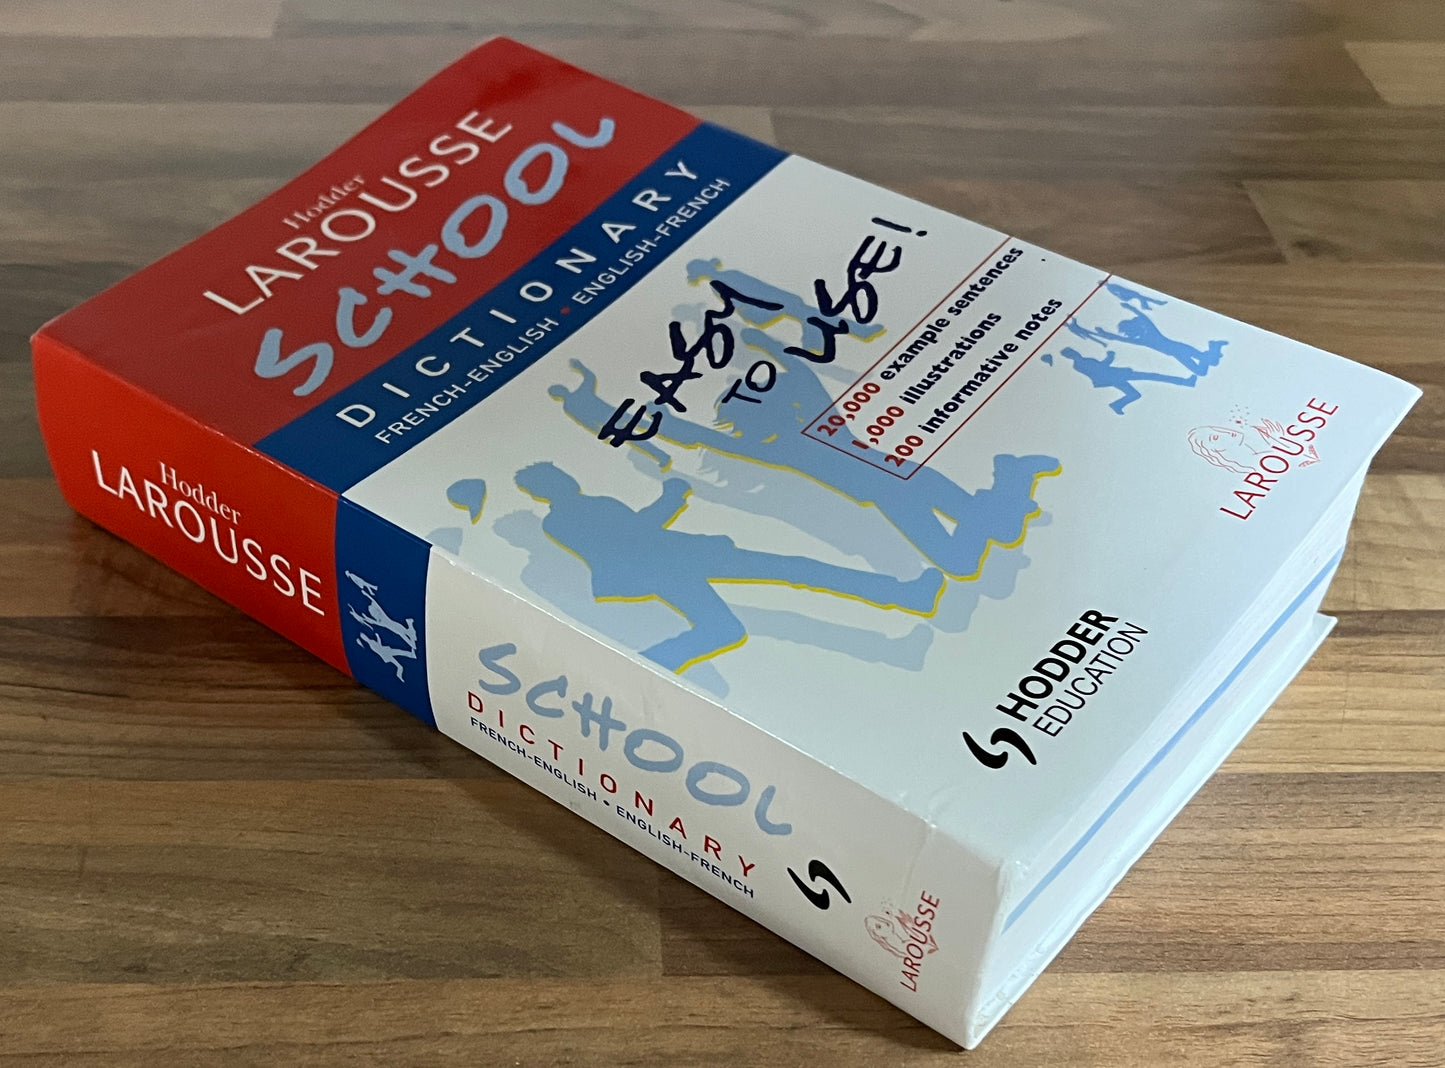 Hodder
LAROUSSE
SCHOOL
DICTIONARY
FRENCH-ENGLISH • ENGLISH-FRENCH
EASY
TO USE!
20,000 example sentences
1,000 illustrations
200 informative notes
LAROUSSE
HODDER
EDUCATION
Hodder
LAROUSSE
SCHOOL
DICTIONARY
FRENCH-ENGLISH • ENGLISH-FRENCH
LAROUSSE